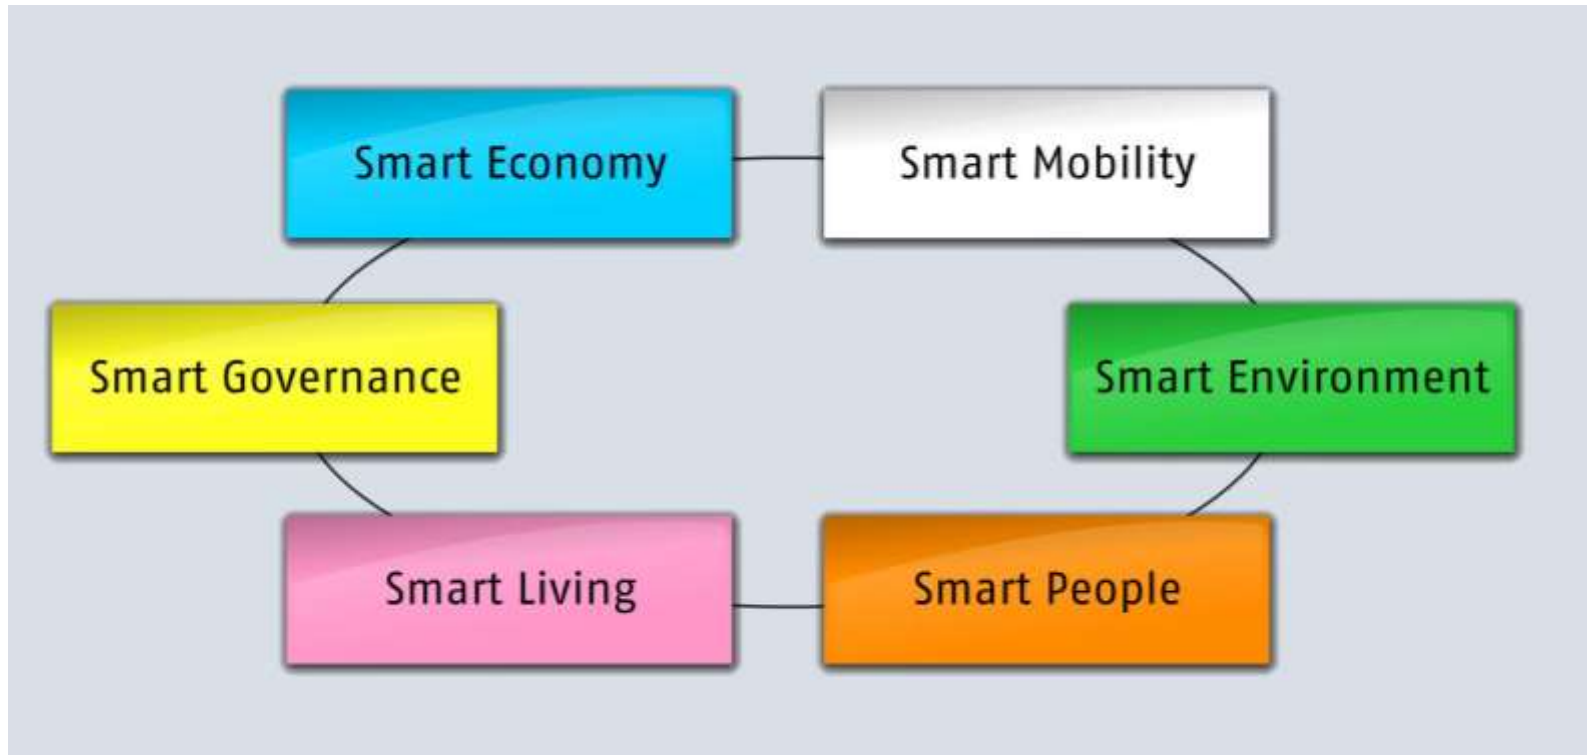 Smart Economy
Smart Mobility
Smart Governance
Smart Environment
Smart Living
Smart People